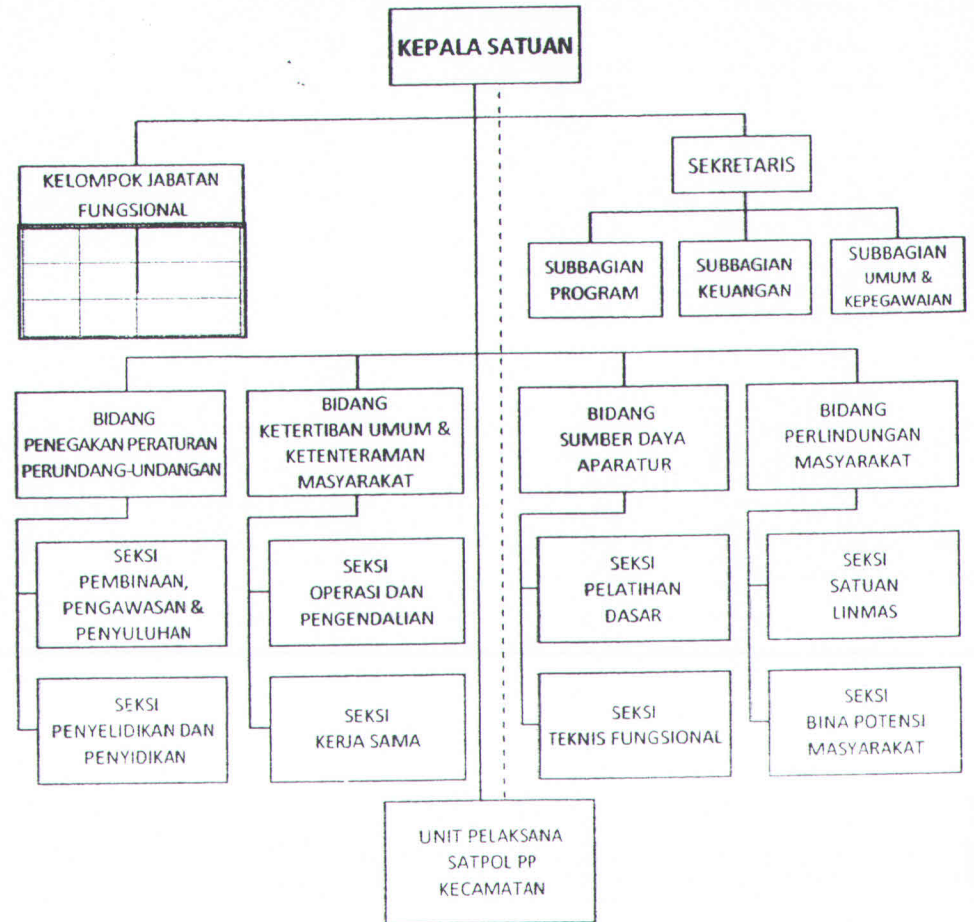 KEPALA SATUAN
KELOMPOK JABATAN
FUNGSIONAL
SEKRETARIS
SUBBAGIAN
PROGRAM
SUBBAGIAN
KEUANGAN
SUBBAGIAN
UMUM &
KEPEGAWAIAN
BIDANG
PENEGAKAN PERATURAN
PERUNDANG-UNDANGAN
BIDANG
KETERTIBAN UMUM &
KETENTERAMAN
MASYARAKAT
BIDANG
SUMBER DAYA
APARATUR
BIDANG
PERLINDUNGAN
MASYARAKAT
SEKSI
PEMBINAAN,
PENGAWASAN &
PENYULUHAN
SEKSI
OPERASI DAN
PENGENDALIAN
SEKSI
PELATIHAN
DASAR
SEKSI
SATUAN
LINMAS
SEKSI
PENYELIDIKAN DAN
PENYIDIKAN
SEKSI
KERJA SAMA
SEKSI
TEKNIS FUNGSIONAL
SEKSI
BINA POTENSI
MASYARAKAT
UNIT PELAKSANA
SATPOL PP
KECAMATAN